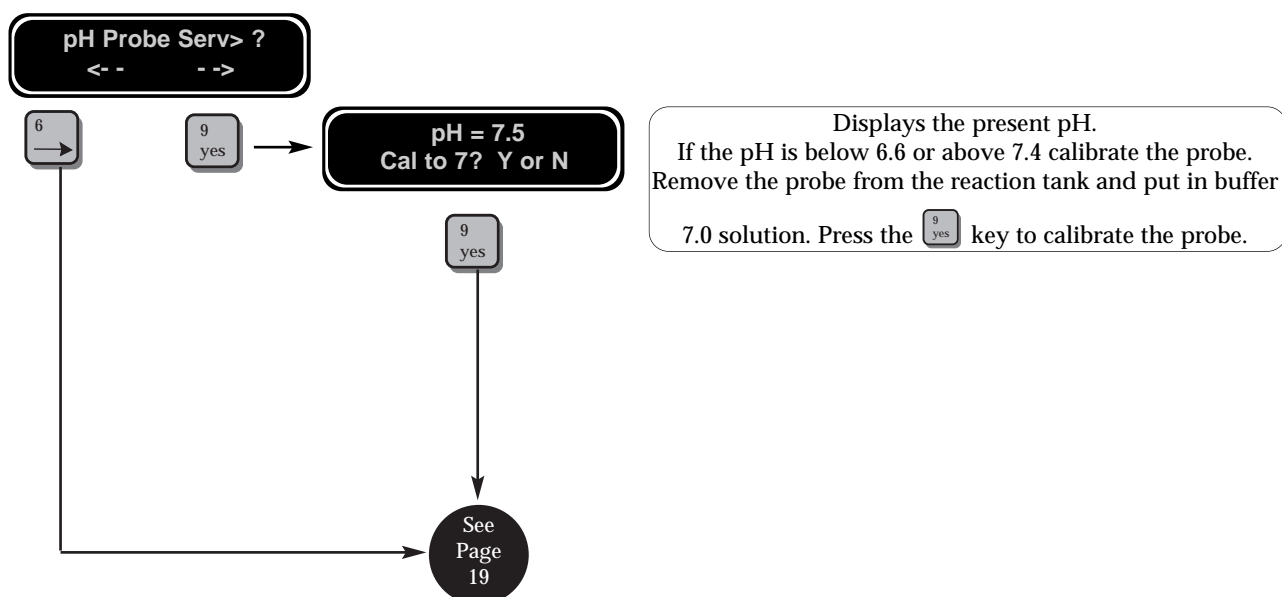 pH Probe Serv> ?
<- -  - ->
6
9
yes
pH = 7.5
Cal to 7? Y or N
Displays the present pH.
If the pH is below 6.6 or above 7.4 calibrate the probe.
Remove the probe from the reaction tank and put in buffer
7.0 solution. Press the 9 yes key to calibrate the probe.
9
yes
See
Page
19